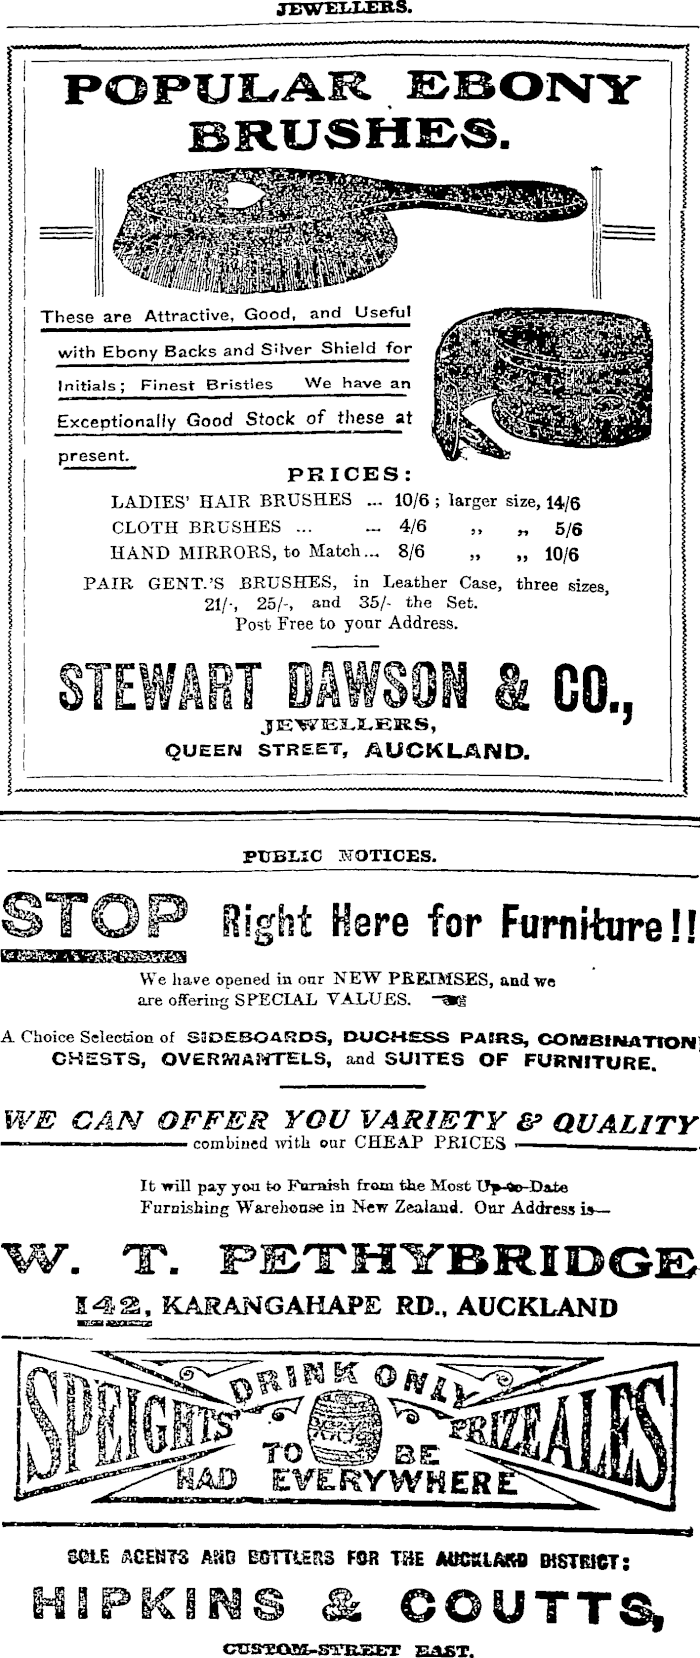 JEWELLERS.
POPULAR EBONY
BRUSHES.
These are Attractive, Good, and Useful
with Ebony Backs and Silver Shield for
Initials; Finest Bristles We have an
Exceptionally Good Stock of these at
present.
PRICES:
LADIES' HAIR BRUSHES ... 10/6; larger size, 14/6
CLOTH BRUSHES ... ... 4/6 ,, ,, 5/6
HAND MIRRORS, to Match... 8/6 ,, ,, 10/6
PAIR GENT.'S BRUSHES, in Leather Case, three sizes,
21/-, 25/-, and 35/- the Set.
Post Free to your Address.
STEWART DAWSON & CO.,
JEWELLERS,
QUEEN STREET, AUCKLAND.
PUBLIC NOTICES.
STOP Right Here for Furniture!!
We have opened in our NEW PREIMSES, and we
are offering SPECIAL VALUES.
A Choice Selection of SIDEBOARDS, DUCHESS PAIRS, COMBINATION
CHESTS, OVERMANTELS, and SUITES OF FURNITURE.
WE CAN OFFER YOU VARIETY & QUALITY
combined with our CHEAP PRICES
It will pay you to Furnish from the Most Up-to-Date
Furnishing Warehouse in New Zealand. Our Address is—
W. T. PETHYBRIDGE
142, KARANGAHAPE RD., AUCKLAND
DRINK ONLY
SPEIGHTS' PRIZE ALES
TO BE
HAD EVERYWHERE
SOLE AGENTS AND BOTTLERS FOR THE AUCKLAND DISTRICT:
HIPKINS & COUTTS,
CUSTOM-STREET EAST.